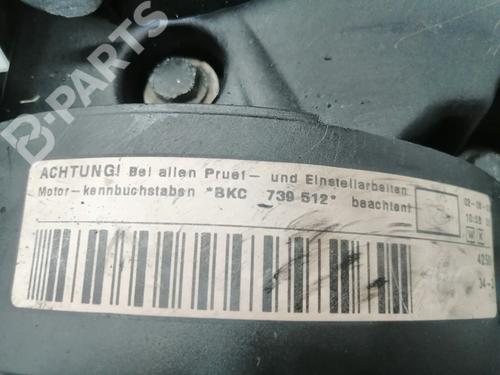 B-PARTS
ACHTUNG! Bei allen Pruef- und Einstellarbeiten
Motor-kennbuchstaben *BKC 739 512* beachten!